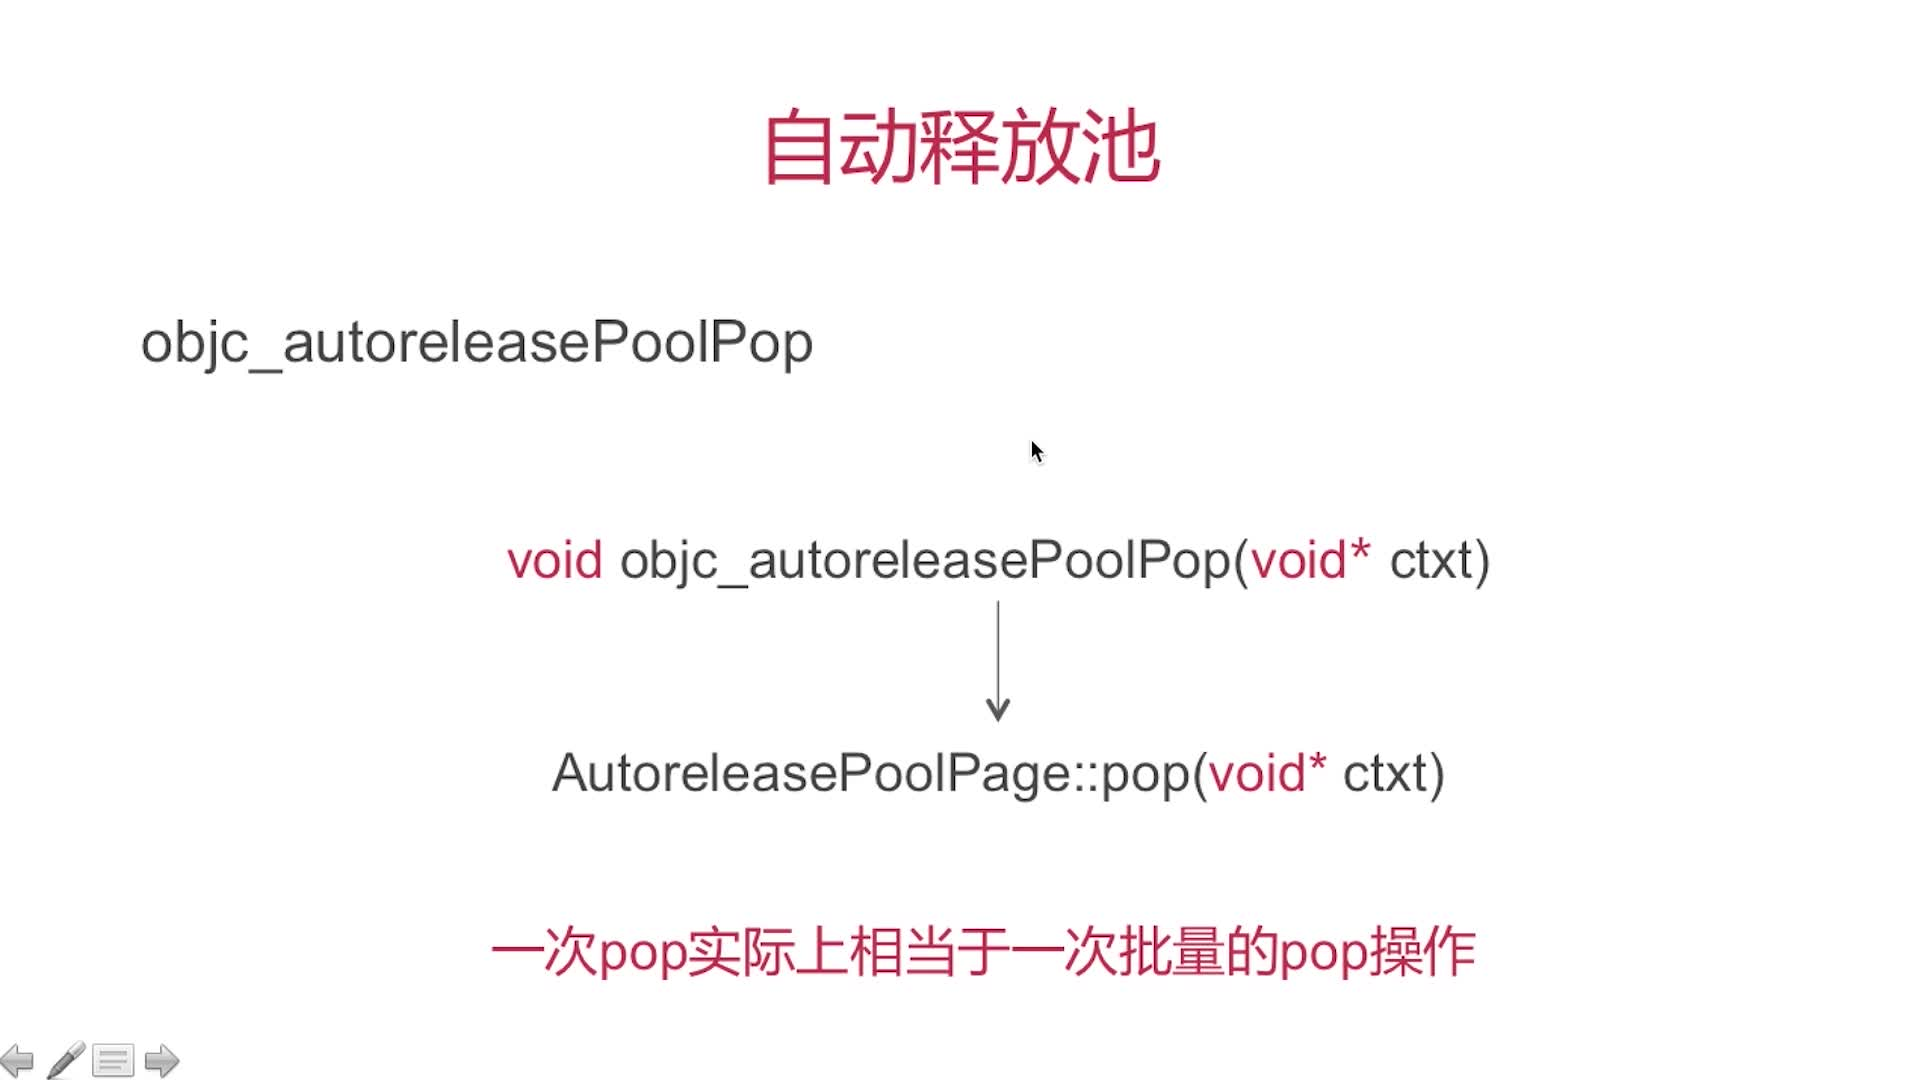 自动释放池
objc_autoreleasePoolPop
void objc_autoreleasePoolPop(void* ctxt)
AutoreleasePoolPage::pop(void* ctxt)
一次pop实际上相当于一次批量的pop操作